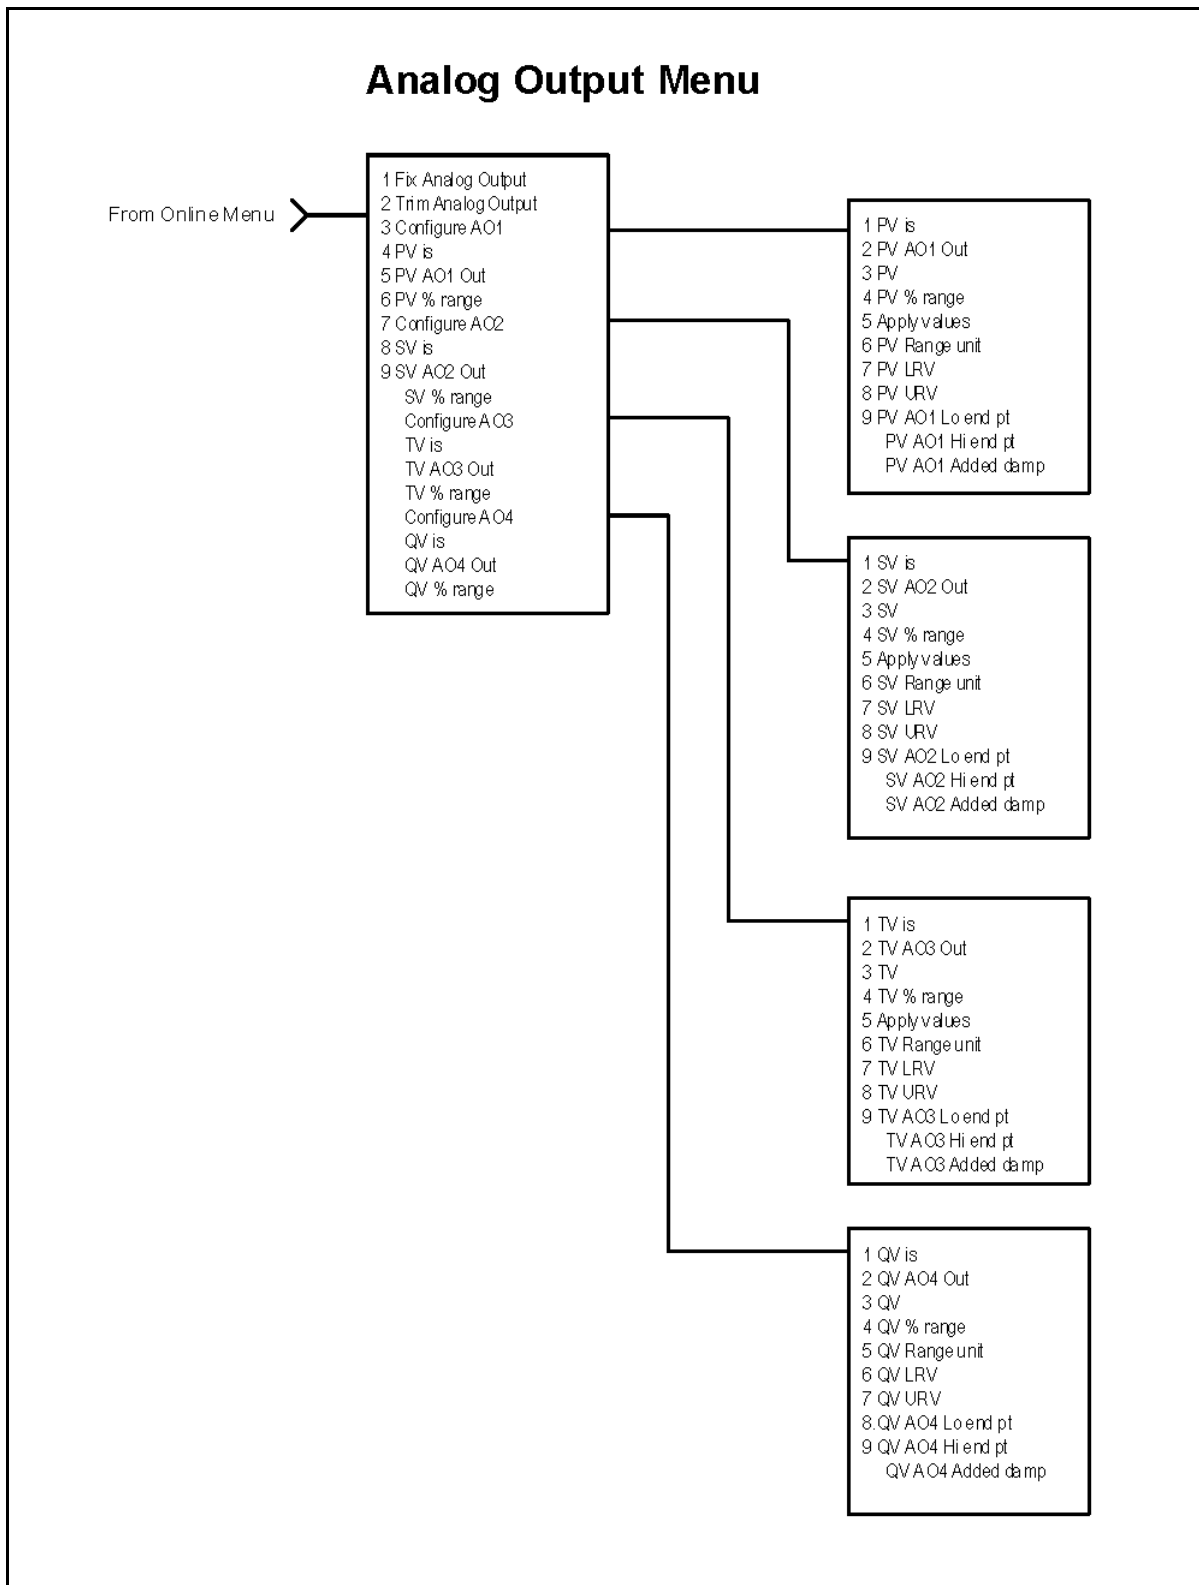 Analog Output Menu
From Online Menu
1 Fix Analog Output
2 Trim Analog Output
3 Configure AO1
4 PV is
5 PV AO1 Out
6 PV % range
7 Configure AO2
8 SV is
9 SV AO2 Out
SV % range
Configure AO3
TV is
TV AO3 Out
TV % range
Configure AO4
QV is
QV AO4 Out
QV % range
1 PV is
2 PV AO1 Out
3 PV
4 PV % range
5 Apply values
6 PV Range unit
7 PV LRV
8 PV URV
9 PV AO1 Lo end pt
PV AO1 Hi end pt
PV AO1 Added damp
1 SV is
2 SV AO2 Out
3 SV
4 SV % range
5 Apply values
6 SV Range unit
7 SV LRV
8 SV URV
9 SV AO2 Lo end pt
SV AO2 Hi end pt
SV AO2 Added damp
1 TV is
2 TV AO3 Out
3 TV
4 TV % range
5 Apply values
6 TV Range unit
7 TV LRV
8 TV URV
9 TV AO3 Lo end pt
TV AO3 Hi end pt
TV AO3 Added damp
1 QV is
2 QV AO4 Out
3 QV
4 QV % range
5 QV Range unit
6 QV LRV
7 QV URV
8.QV AO4 Lo end pt
9 QV AO4 Hi end pt
QV AO4 Added damp